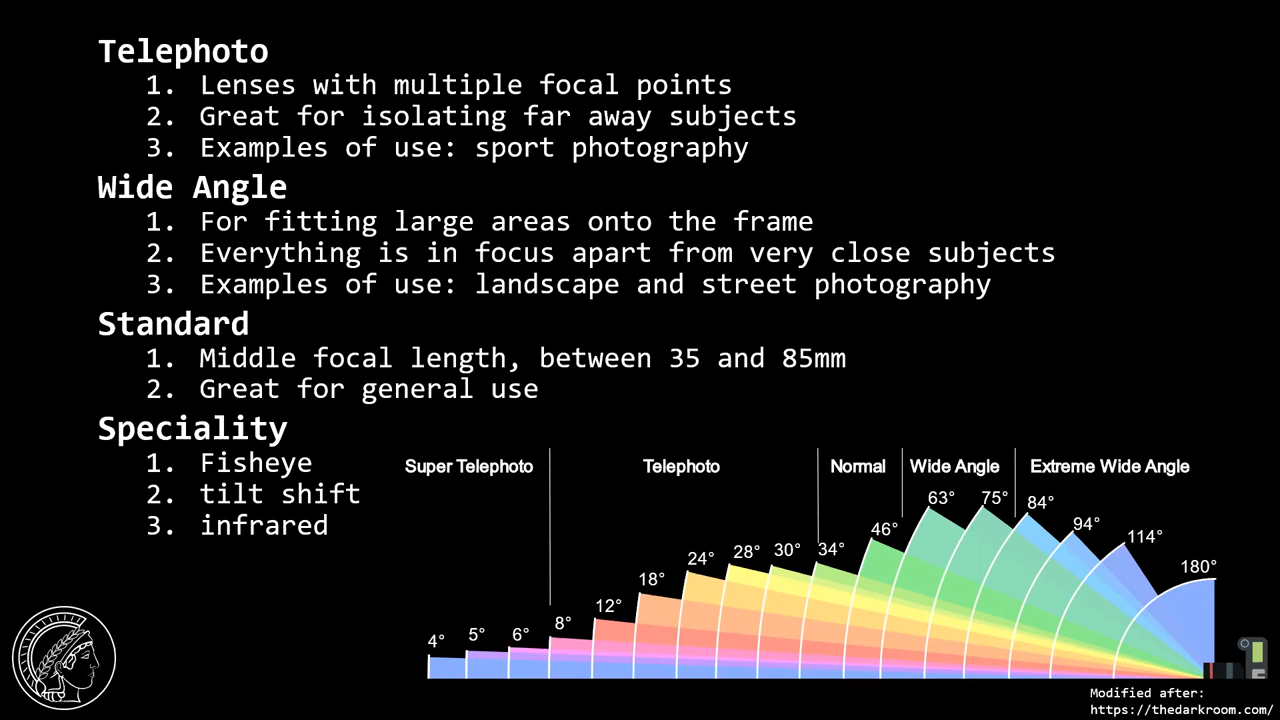 Telephoto
1. Lenses with multiple focal points
2. Great for isolating far away subjects
3. Examples of use: sport photography
Wide Angle
1. For fitting large areas onto the frame
2. Everything is in focus apart from very close subjects
3. Examples of use: landscape and street photography
Standard
1. Middle focal length, between 35 and 85mm
2. Great for general use
Speciality
1. Fisheye
2. tilt shift
3. infrared
Super Telephoto
Telephoto
Normal
Wide Angle
Extreme Wide Angle
4°
5°
6°
8°
12°
18°
24°
28°
30°
34°
46°
63°
75°
84°
94°
114°
180°
Modified after:
https://thedarkroom.com/